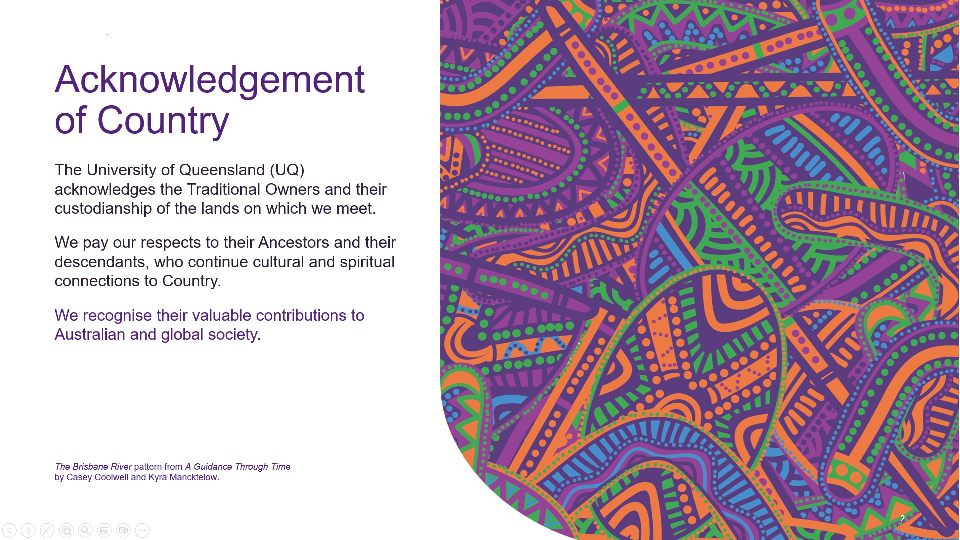 Acknowledgement
of Country
The University of Queensland (UQ)
acknowledges the Traditional Owners and their
custodianship of the lands on which we meet.
We pay our respects to their Ancestors and their
descendants, who continue cultural and spiritual
connections to Country.
We recognise their valuable contributions to
Australian and global society.
The Brisbane River pattern from A Guidance Through Time
by Casey Coolwell and Kyra Mancktelow.
2